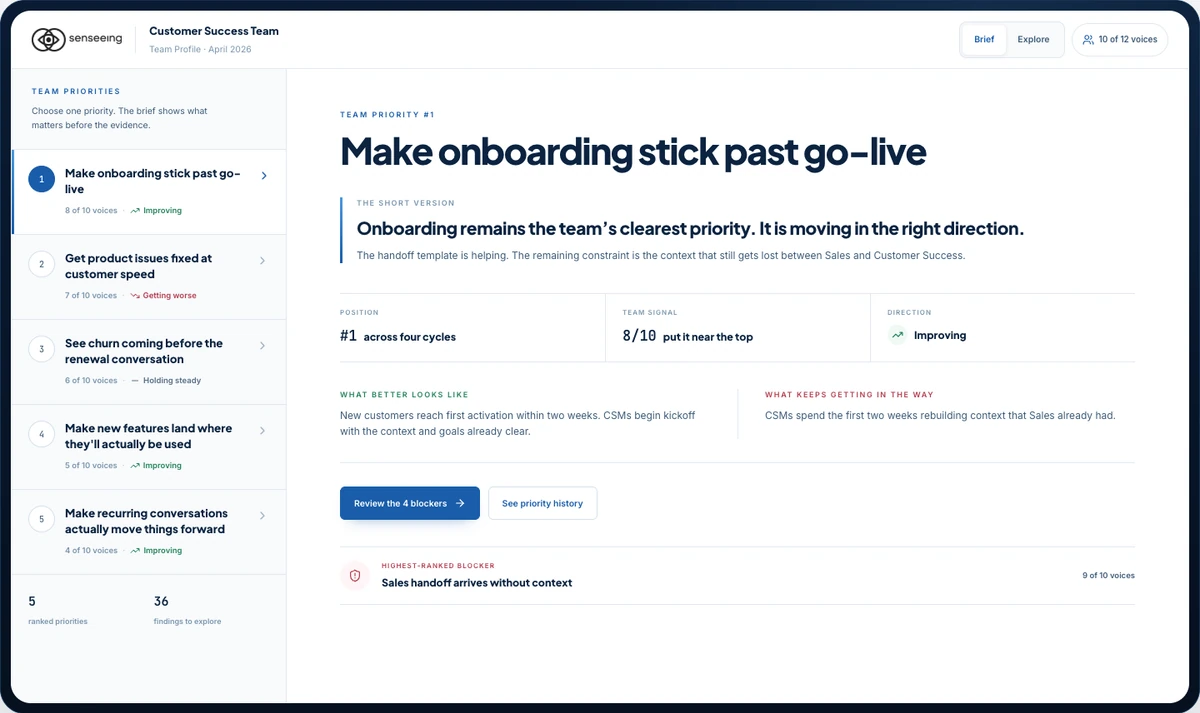 senseeing
Customer Success Team
Team Profile · April 2026
Brief
Explore
10 of 12 voices
TEAM PRIORITIES
Choose one priority. The brief shows what
matters before the evidence.
1
Make onboarding stick past go-
live
8 of 10 voices · Improving
2
Get product issues fixed at
customer speed
7 of 10 voices · Getting worse
3
See churn coming before the
renewal conversation
6 of 10 voices · Holding steady
4
Make new features land where
they'll actually be used
5 of 10 voices · Improving
5
Make recurring conversations
actually move things forward
4 of 10 voices · Improving
5
ranked priorities
36
findings to explore
TEAM PRIORITY #1
Make onboarding stick past go-live
THE SHORT VERSION
Onboarding remains the team’s clearest priority. It is moving in the right direction.
The handoff template is helping. The remaining constraint is the context that still gets lost between Sales and Customer Success.
POSITION
#1 across four cycles
TEAM SIGNAL
8/10 put it near the top
DIRECTION
Improving
WHAT BETTER LOOKS LIKE
New customers reach first activation within two weeks. CSMs begin kickoff
with the context and goals already clear.
WHAT KEEPS GETTING IN THE WAY
CSMs spend the first two weeks rebuilding context that Sales already had.
Review the 4 blockers
See priority history
HIGHEST-RANKED BLOCKER
Sales handoff arrives without context
9 of 10 voices